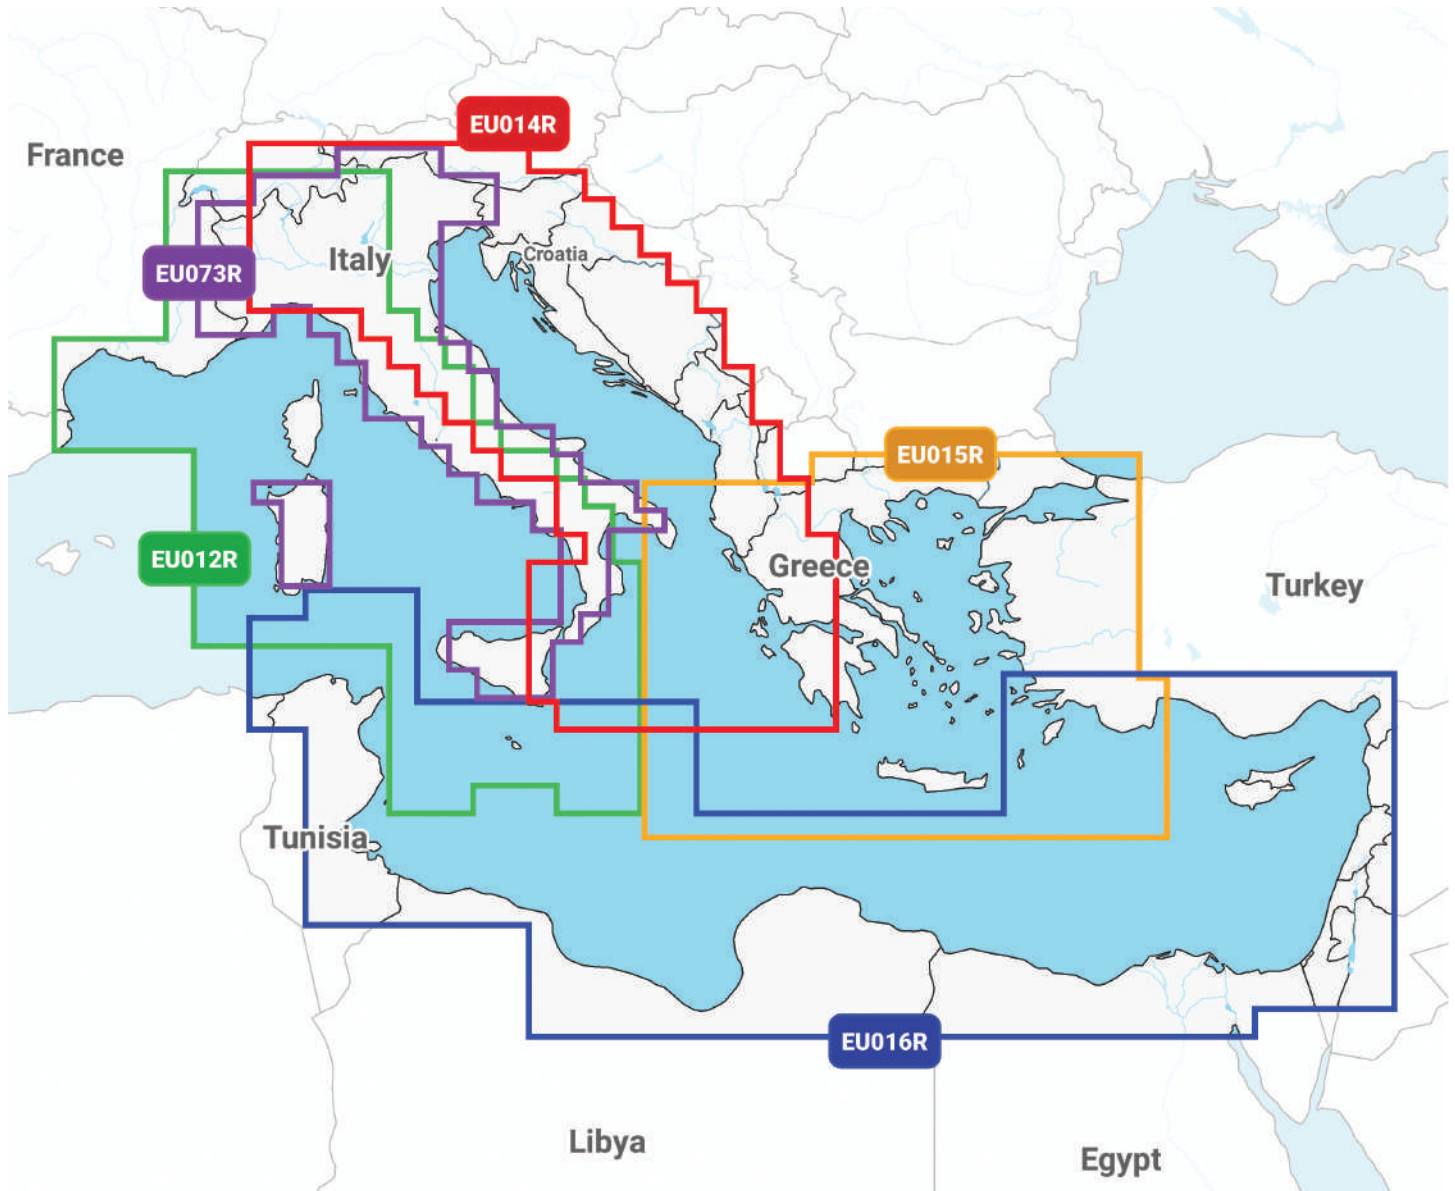 EU014R
France
Croatia
Italy
EU073R
EU015R
EU012R
Greece
Turkey
Tunisia
EU016R
Libya
Egypt